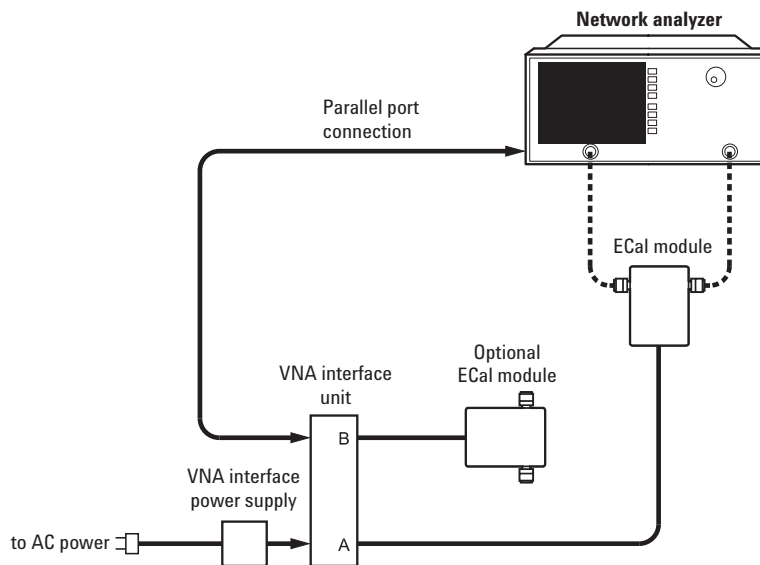 Network analyzer
Parallel port
connection
ECal module
Optional
ECal module
VNA interface
unit
B
VNA interface
power supply
to AC power
A